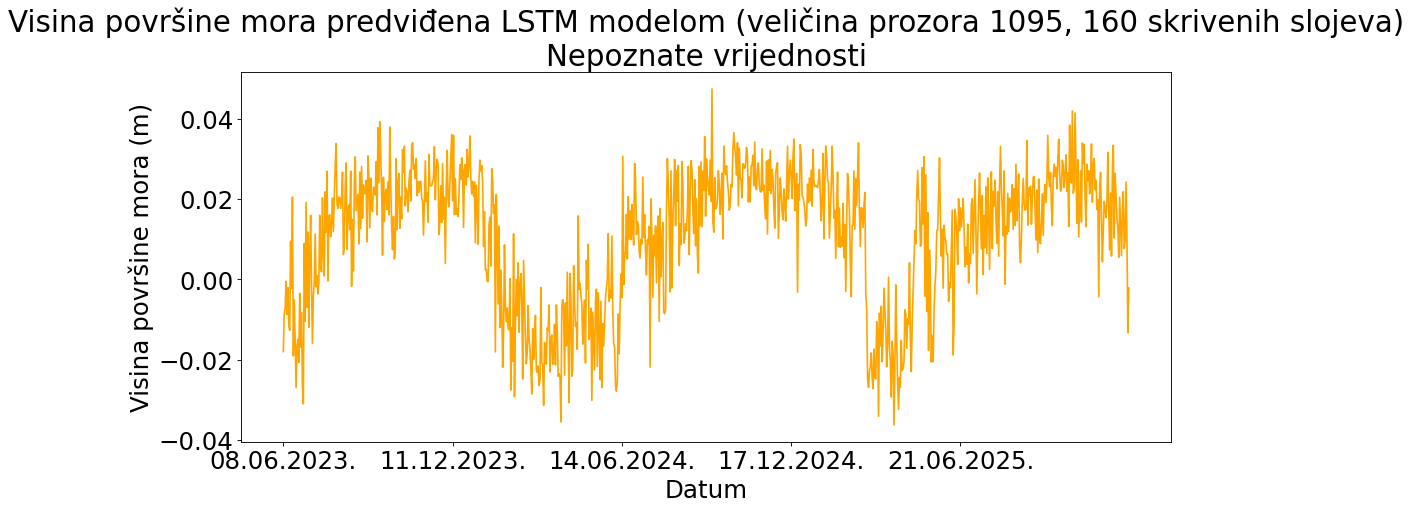 Visina površine mora predviđena LSTM modelom (veličina prozora 1095, 160 skrivenih slojeva)
Nepoznate vrijednosti
Visina površine mora (m)
0.04
0.02
0.00
−0.02
−0.04
08.06.2023. 11.12.2023. 14.06.2024. 17.12.2024. 21.06.2025.
Datum